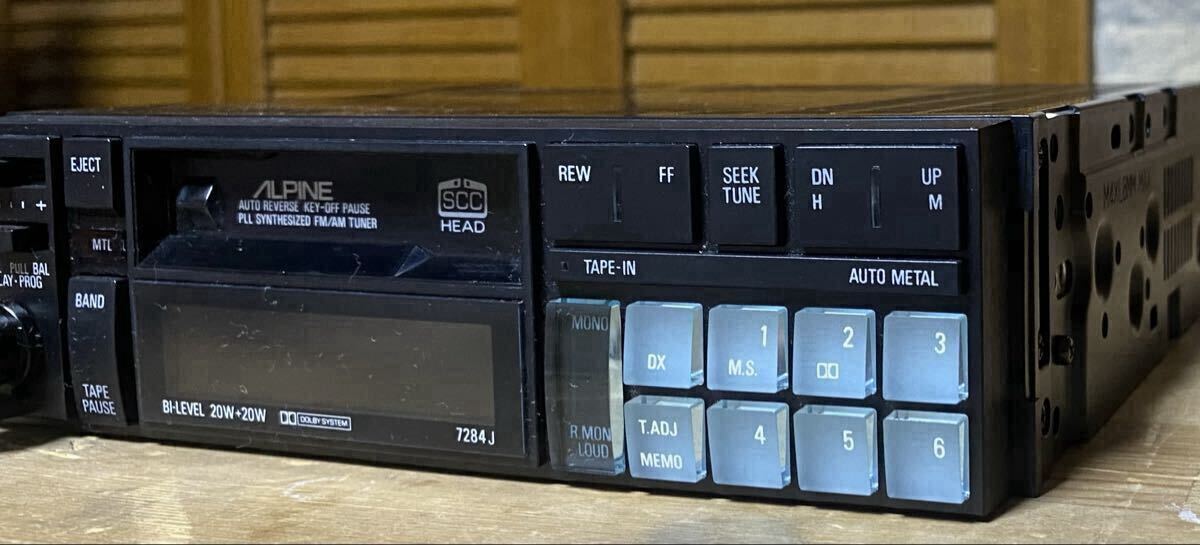 EJECT
MTL
PULL BAL
PLAY·PROG
BAND
TAPE
PAUSE
ALPINE
AUTO REVERSE KEY-OFF PAUSE
PLL SYNTHESIZED FM/AM TUNER
SCC
HEAD
BI-LEVEL 20W+20W
DOLBY SYSTEM
7284J
REW
FF
SEEK
TUNE
DN
UP
H
M
TAPE-IN
AUTO METAL
MONO
R.MON
LOUD
DX
1
M.S.
2
3
T.ADJ
MEMO
4
5
6